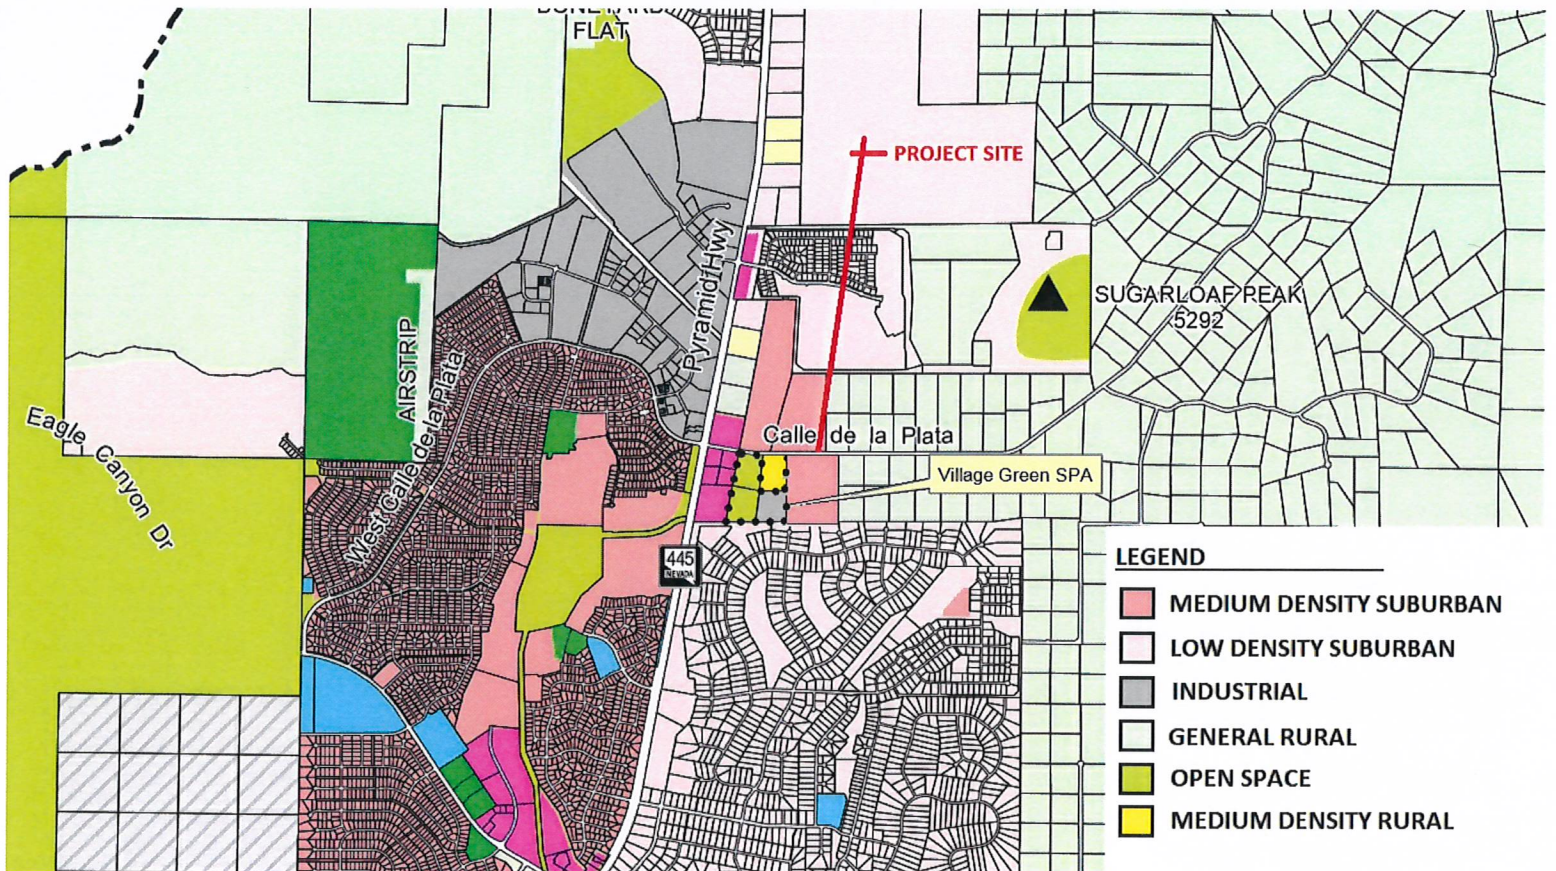 FLAT
PROJECT SITE
Pyramid Hwy
SUGARLOAF PEAK
5292
AIRSTRIP
West Calle de la Plata
Eagle Canyon Dr
Calle de la Plata
Village Green SPA
445
NEVADA
LEGEND
MEDIUM DENSITY SUBURBAN
LOW DENSITY SUBURBAN
INDUSTRIAL
GENERAL RURAL
OPEN SPACE
MEDIUM DENSITY RURAL